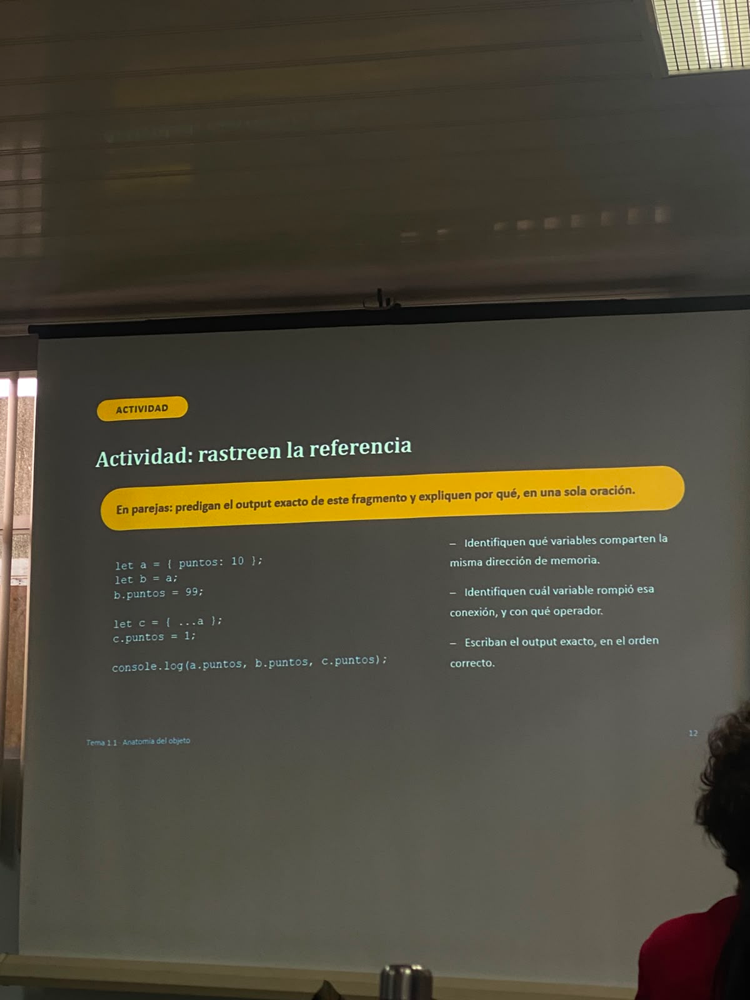 ACTIVIDAD
Actividad: rastreen la referencia
En parejas: predigan el output exacto de este fragmento y expliquen por qué, en una sola oración.
let a = { puntos: 10 };
let b = a;
b.puntos = 99;
let c = { ...a };
c.puntos = 1;
console.log(a.puntos, b.puntos, c.puntos);
– Identifiquen qué variables comparten la
misma dirección de memoria.
– Identifiquen cuál variable rompió esa
conexión, y con qué operador.
– Escriban el output exacto, en el orden
correcto.
Tema 1.1 · Anatomía del objeto
12